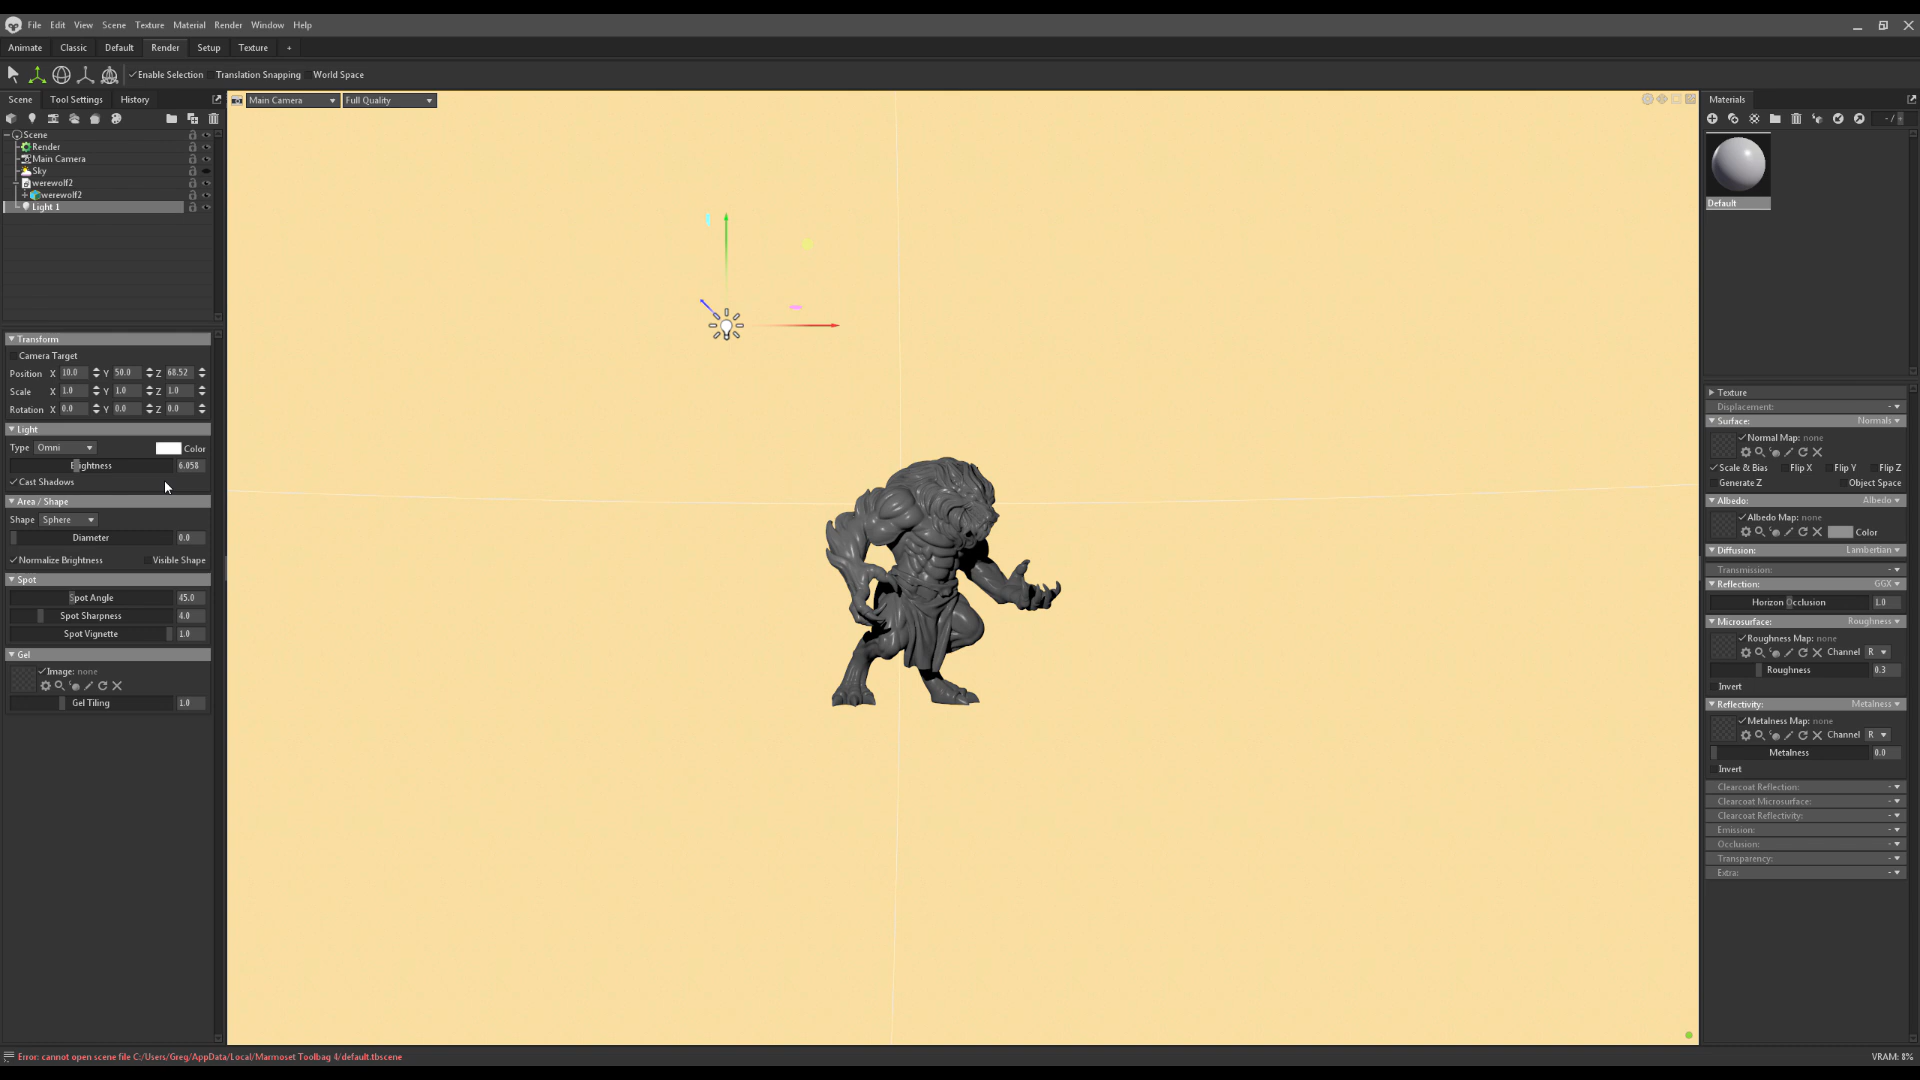 File Edit View Scene Texture Material Render Window Help
Animate Classic Default Render Setup Texture +
Enable Selection Translation Snapping World Space
Scene Tool Settings History
Main Camera Full Quality
Materials
- /
Scene
Render
Main Camera
Sky
werewolf2
werewolf2
Light 1
Default
Transform
Camera Target
Position X 10.0 Y 50.0 Z 68.52
Scale X 1.0 Y 1.0 Z 1.0
Rotation X 0.0 Y 0.0 Z 0.0
Light
Type Omni Color
Brightness 6.058
Cast Shadows
Area / Shape
Shape Sphere
Diameter 0.0
Normalize Brightness Visible Shape
Spot
Spot Angle 45.0
Spot Sharpness 4.0
Spot Vignette 1.0
Gel
Image: none
Gel Tiling 1.0
Texture
Displacement: -
Surface: Normals
Normal Map: none
Scale & Bias Flip X Flip Y Flip Z
Generate Z Object Space
Albedo: Albedo
Albedo Map: none
Color
Diffusion: Lambertian
Transmission: -
Reflection: GGX
Horizon Occlusion 1.0
Microsurface: Roughness
Roughness Map: none
Channel R
Roughness 0.3
Invert
Reflectivity: Metalness
Metalness Map: none
Channel R
Metalness 0.0
Invert
Clearcoat Reflection: -
Clearcoat Microsurface: -
Clearcoat Reflectivity: -
Emission: -
Occlusion: -
Transparency: -
Extra: -
Error: cannot open scene file C:/Users/Greg/AppData/Local/Marmoset Toolbag 4/default.tbscene
VRAM: 8%